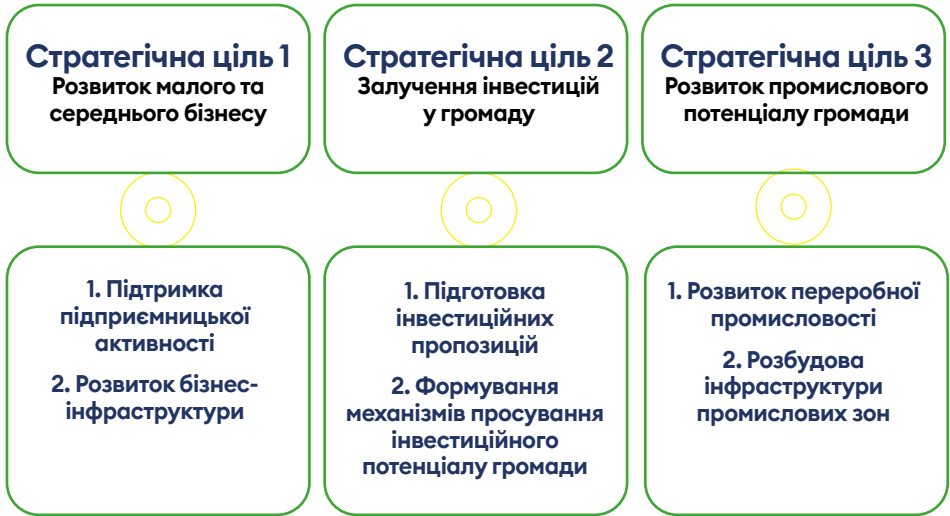 Стратегічна ціль 1
Розвиток малого та
середнього бізнесу
Стратегічна ціль 2
Залучення інвестицій
у громаду
Стратегічна ціль 3
Розвиток промислового
потенціалу громади
1. Підтримка
підприємницької
активності
2. Розвиток бізнес-
інфраструктури
1. Підготовка
інвестиційних
пропозицій
2. Формування
механізмів просування
інвестиційного
потенціалу громади
1. Розвиток переробної
промисловості
2. Розбудова
інфраструктури
промислових зон